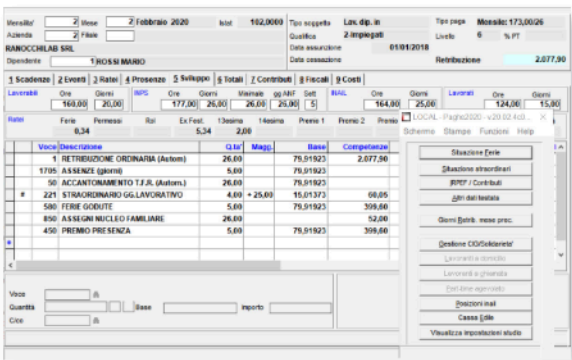 Mensilita' 2 Mese 2 Febbraio 2020 Istat 102,0000 Tipo soggetto Lav. dip. in Tipo paga Mensile: 173,00/26
Azienda 2 Filiale Qualifica 2-Impiegati Livello 6 % PT
RANOCCHILAB SRL Data assunzione 01/01/2018
Dipendente 1 ROSSI MARIO Data cessazione Retribuzione 2.077,90
1 Scadenze 2 Eventi 3 Ratei 4 Presenze 5 Sviluppo 6 Totali 7 Contributi 8 Fiscali 9 Costi
Lavorabili Ore Giorni INPS Ore Giorni Minimale gg.ANF Sett INAIL Ore Giorni Lavorati Ore Giorni
160,00 20,00 177,00 26,00 26,00 26,00 5 164,00 25,00 124,00 15,00
Ratei Ferie Permessi Rol Ex Fest. 13esima 14esima Premio 1 Premio 2 Premio
0,34 5,34 2,00
Voce Descrizione Q.ta' Magg. Base Competenze
1 RETRIBUZIONE ORDINARIA (Autom) 26,00 79,91923 2.077,90
1705 ASSENZE (giorni) 5,00 79,91923
50 ACCANTONAMENTO T.F.R. (Autom.) 26,00
# 221 STRAORDINARIO GG.LAVORATIVO 4,00 +25,00 15,01373 60,05
500 FERIE GODUTE 5,00 79,91923 399,60
850 ASSEGNI NUCLEO FAMILIARE 26,00 52,00
450 PREMIO PRESENZA 5,00 79,91923 399,60
Voce
Quantità Base Importo
C/ce
LOCAL - Paghe2020 - v20.02.4c0...
Schermo Stampe Funzioni Help
Situazione Ferie
Situazione straordinari
IRPEF / Contributi
Altri dati testata
Giorni Retrib. mese prec.
Gestione CIG/Solidarieta'
Lavoranti a domicilio
Lavoranti a chiamata
Part-time agevolato
Posizioni inail
Cassa Edile
Visualizza impostazioni studio